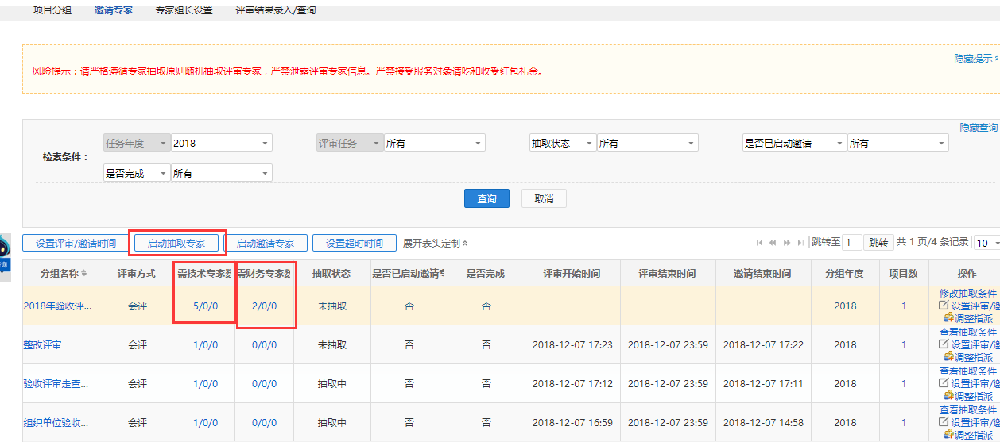 项目分组 邀请专家 专家组长设置 评审结果录入/查询
隐藏提示
风险提示：请严格遵循专家抽取原则随机抽取评审专家，严禁泄露评审专家信息。严禁接受服务对象请吃和收受红包礼金。
隐藏查询
检索条件：
任务年度 2018 评审任务 所有 抽取状态 所有 是否已启动邀请 所有
是否完成 所有
查询 取消
设置评审/邀请时间 启动抽取专家 启动邀请专家 设置超时时间 展开表头定制 跳转至 1 跳转 共 1 页/4 条记录 10
询
分组名称 评审方式 需技术专家数 需财务专家数 抽取状态 是否已启动邀请专 是否完成 评审开始时间 评审结束时间 邀请结束时间 分组年度 项目数 操作
2018年验收评... 会评 5/0/0 2/0/0 未抽取 否 否 2018 1 修改抽取条件
设置评审/邀
调整指派
整改评审 会评 1/0/0 0/0/0 未抽取 否 否 2018-12-07 17:23 2018-12-07 23:59 2018-12-07 17:22 2018 1 查看抽取条件
设置评审/邀
调整指派
验收评审走查... 会评 1/0/0 0/0/0 抽取中 否 否 2018-12-07 17:12 2018-12-07 23:59 2018-12-07 17:11 2018 1 查看抽取条件
设置评审/邀
调整指派
组织单位验收... 会评 1/0/0 0/0/0 抽取中 否 否 2018-12-07 16:59 2018-12-07 23:59 2018-12-07 14:58 2018 1 查看抽取条件
设置评审/邀
调整指派